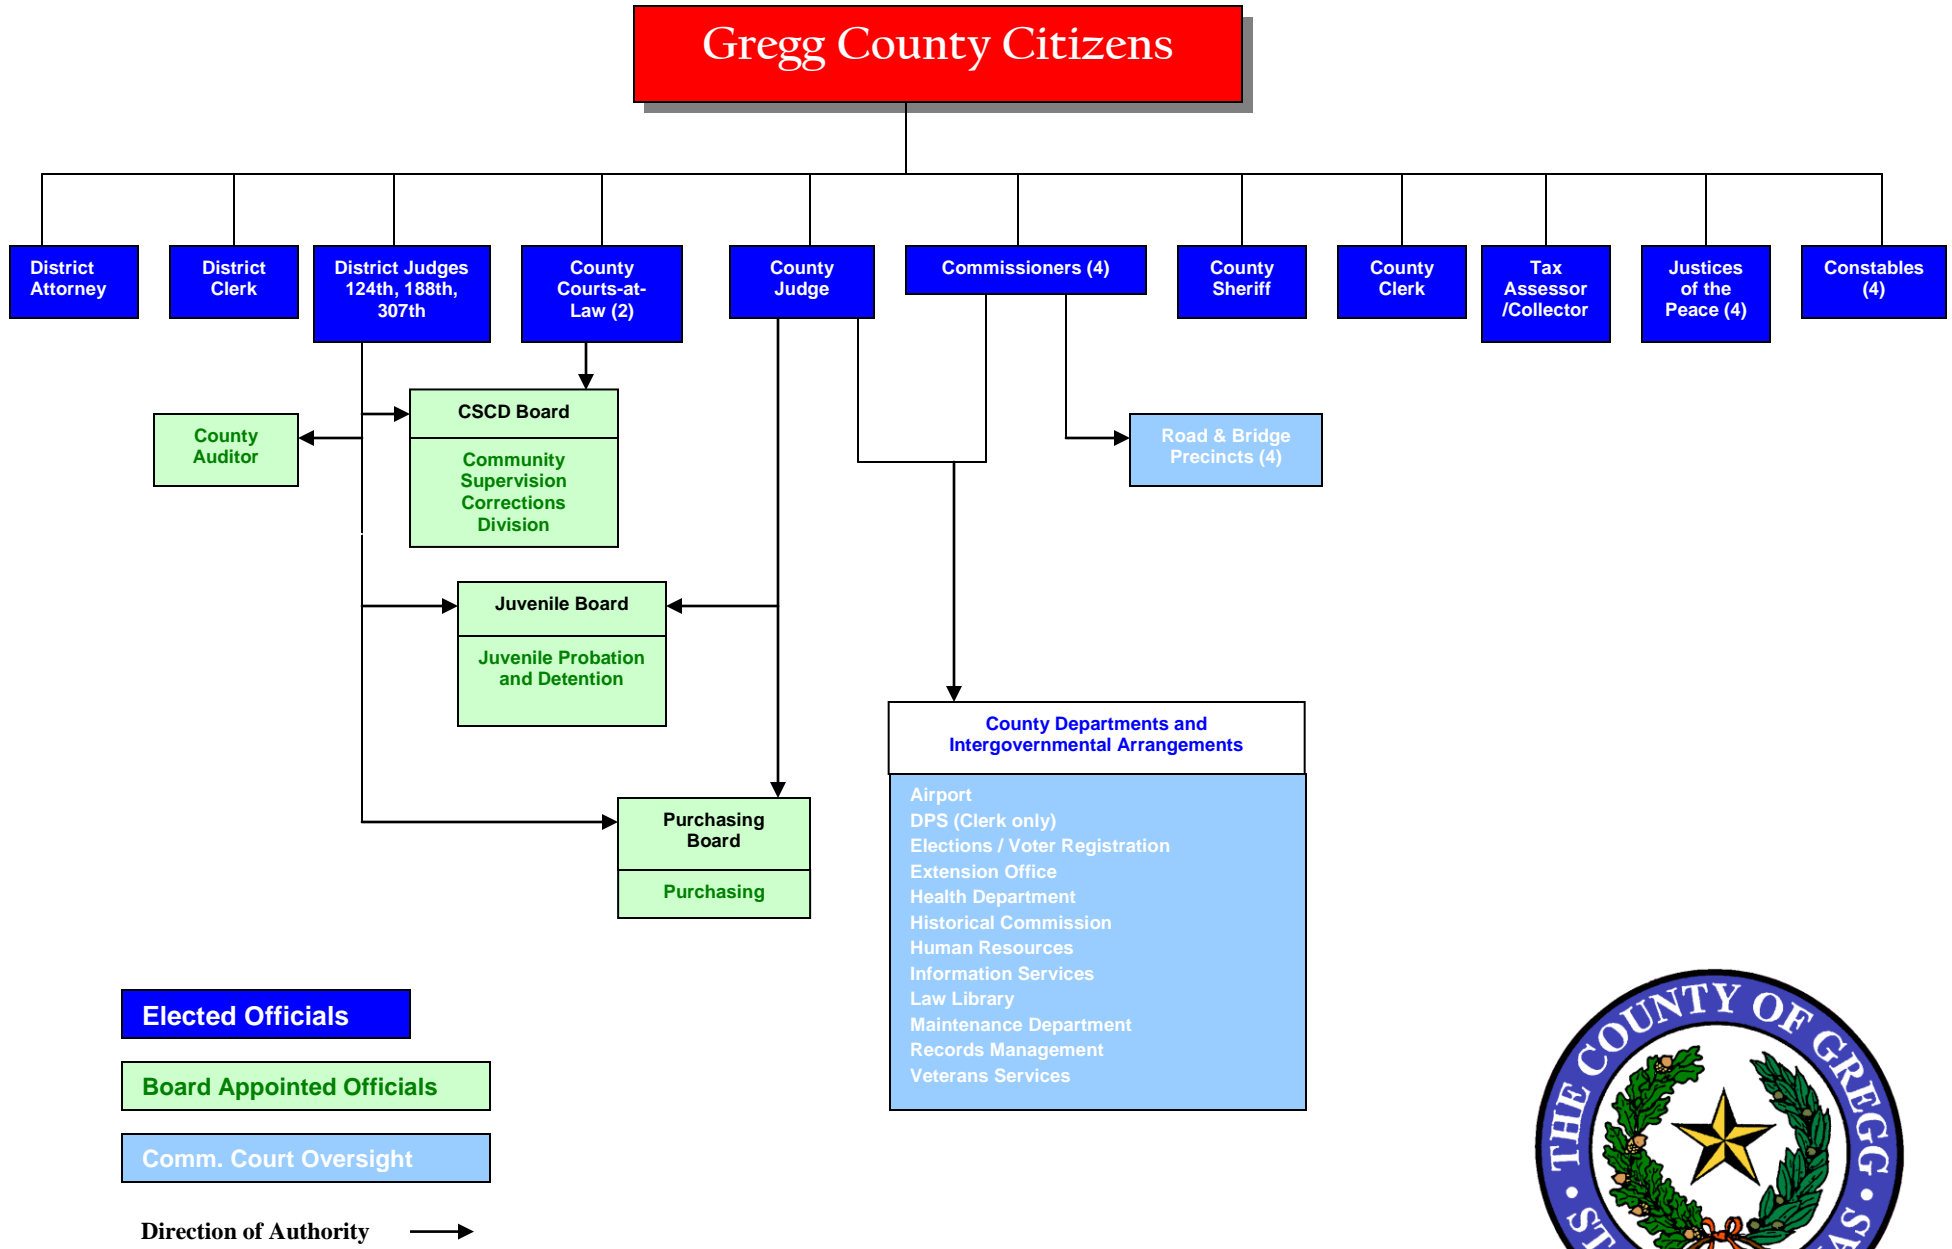 Gregg County Citizens
District
Attorney
District
Clerk
District Judges
124th, 188th,
307th
County
Courts-at-
Law (2)
County
Judge
Commissioners (4)
County
Sheriff
County
Clerk
Tax
Assessor
/Collector
Justices
of the
Peace (4)
Constables
(4)
County
Auditor
CSCD Board
Community
Supervision
Corrections
Division
Road & Bridge
Precincts (4)
Juvenile Board
Juvenile Probation
and Detention
Purchasing
Board
Purchasing
County Departments and
Intergovernmental Arrangements
Airport
DPS (Clerk only)
Elections / Voter Registration
Extension Office
Health Department
Historical Commission
Human Resources
Information Services
Law Library
Maintenance Department
Records Management
Veterans Services
Elected Officials
Board Appointed Officials
Comm. Court Oversight
Direction of Authority
THE COUNTY OF GREGG